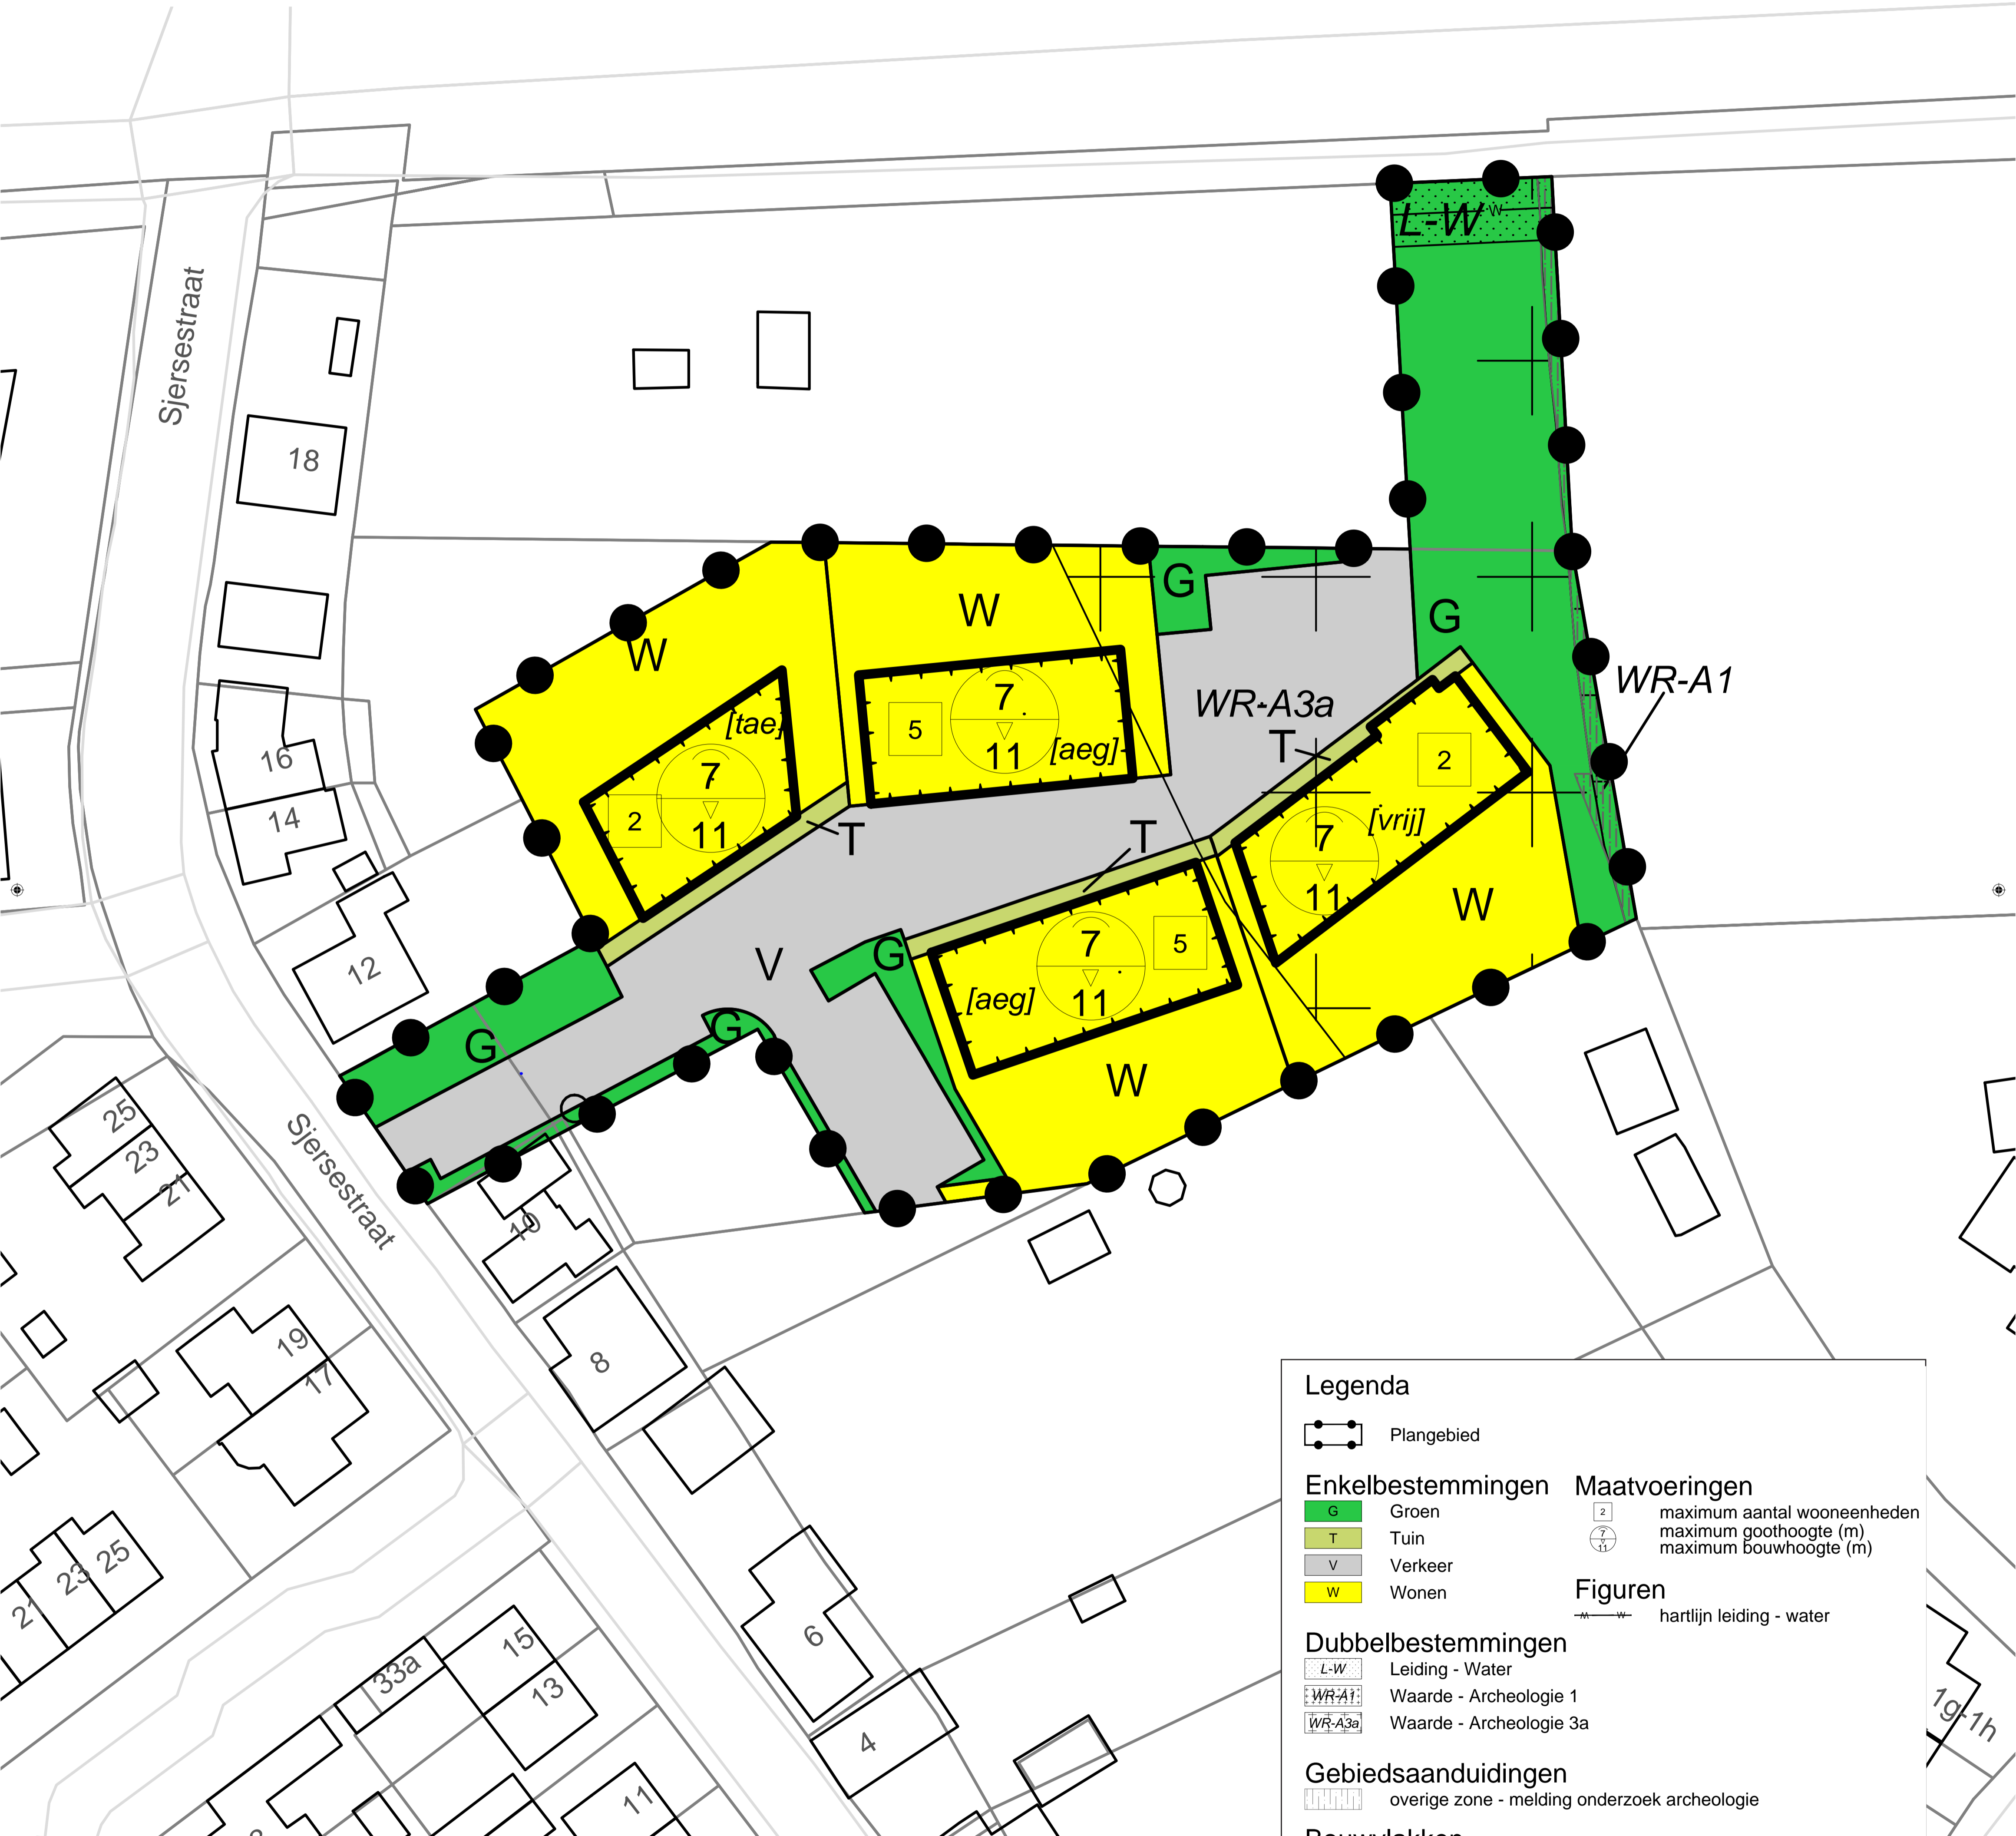 L-W
W
Sjersestraat
18
G
W
G
W
WR-A1
WR-A3a
[tae]
7
11
2
5
7
11
[aeg]
T
2
16
14
T
T
7
11
[vrij]
W
V
G
7
11
5
[aeg]
12
G
G
W
25
23
21
Sjersestraat
10
19
17
8
25
23
21
33a
15
13
6
4
11
1g-1h
Legenda
Plangebied
Enkelbestemmingen
G Groen
T Tuin
V Verkeer
W Wonen
Maatvoeringen
2 maximum aantal wooneenheden
7 maximum goothoogte (m)
11 maximum bouwhoogte (m)
Figuren
W W hartlijn leiding - water
Dubbelbestemmingen
L-W Leiding - Water
WR-A1 Waarde - Archeologie 1
WR-A3a Waarde - Archeologie 3a
Gebiedsaanduidingen
overige zone - melding onderzoek archeologie
Bouwvlakken